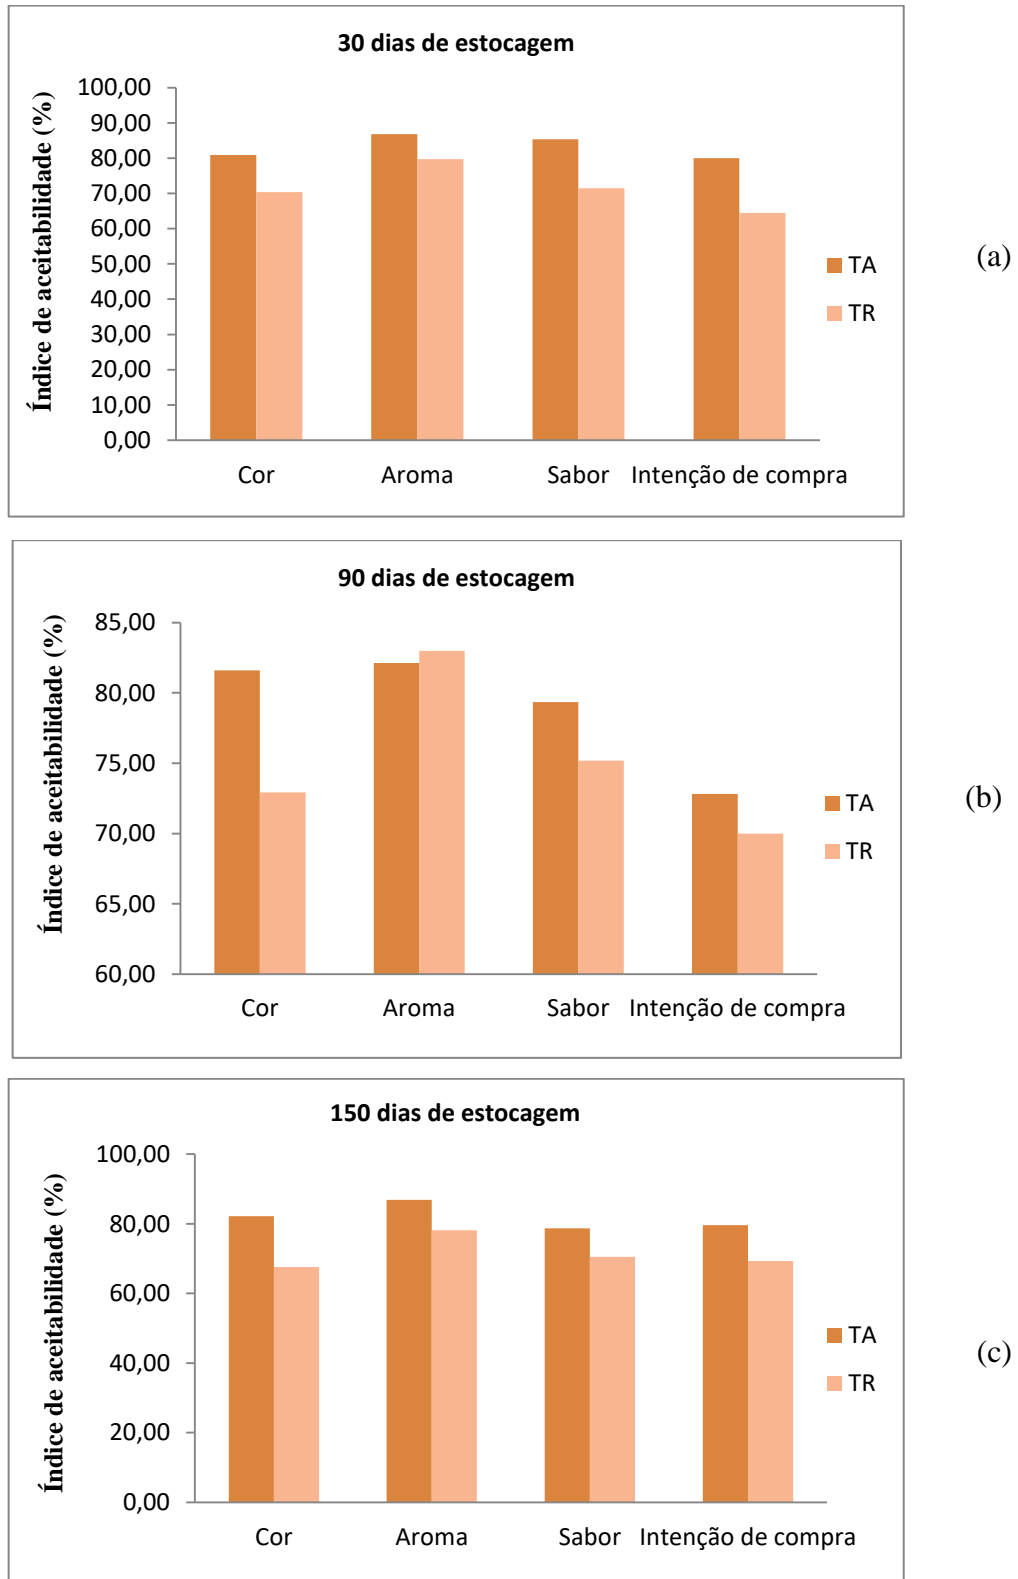 30 dias de estocagem
Índice de aceitabilidade (%)
100,00
90,00
80,00
70,00
60,00
50,00
40,00
30,00
20,00
10,00
0,00
Cor Aroma Sabor Intenção de compra
TA
TR
(a)
90 dias de estocagem
Índice de aceitabilidade (%)
85,00
80,00
75,00
70,00
65,00
60,00
Cor Aroma Sabor Intenção de compra
TA
TR
(b)
150 dias de estocagem
Índice de aceitabilidade (%)
100,00
80,00
60,00
40,00
20,00
0,00
Cor Aroma Sabor Intenção de compra
TA
TR
(c)